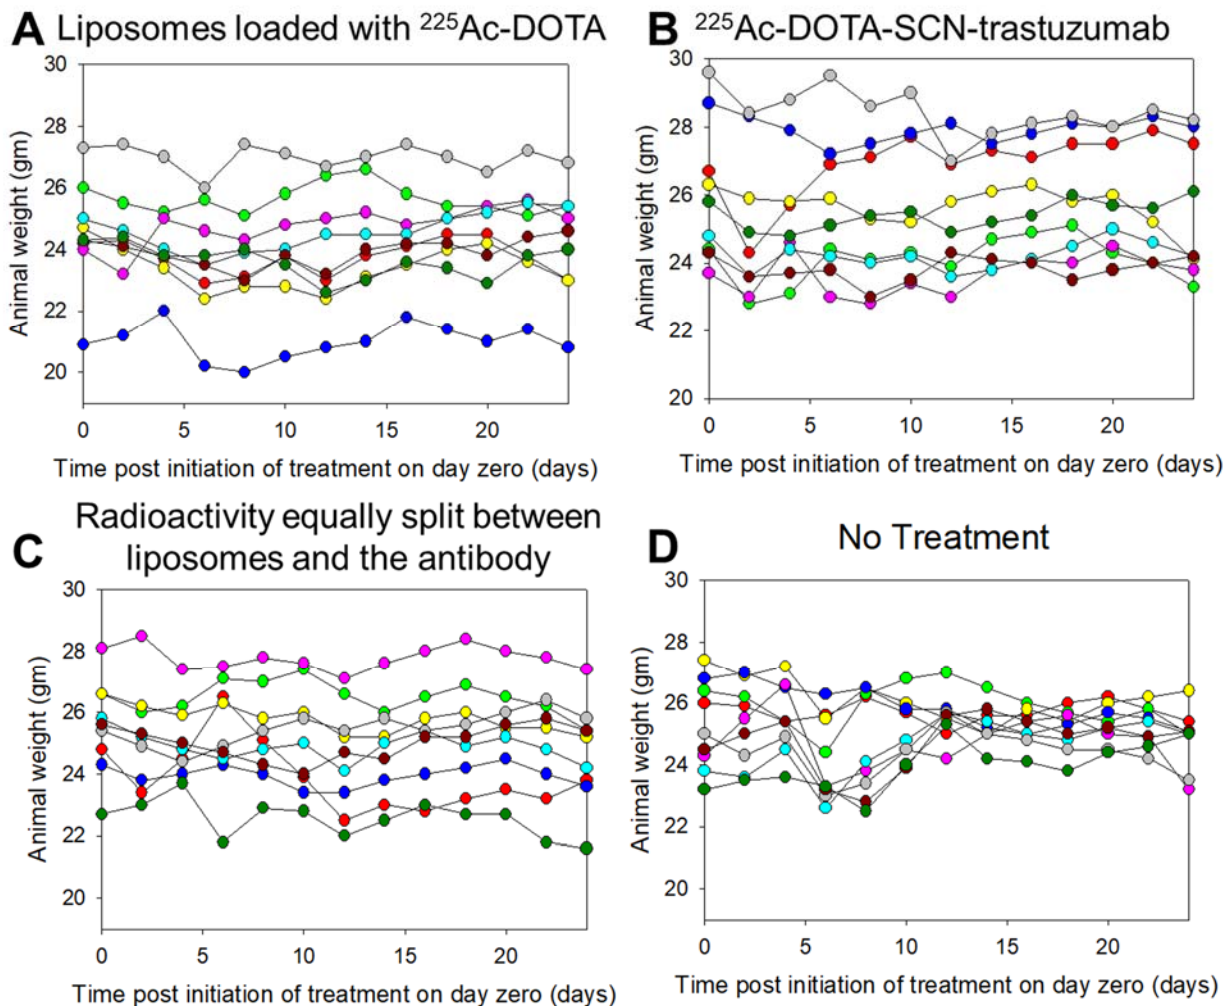 A Liposomes loaded with ²²⁵Ac-DOTA
30
28
26
24
22
20
Animal weight (gm)
0 5 10 15 20
Time post initiation of treatment on day zero (days)
B ²²⁵Ac-DOTA-SCN-trastuzumab
30
28
26
24
22
20
Animal weight (gm)
0 5 10 15 20
Time post initiation of treatment on day zero (days)
C Radioactivity equally split between
liposomes and the antibody
30
28
26
24
22
20
Animal weight (gm)
0 5 10 15 20
Time post initiation of treatment on day zero (days)
D No Treatment
30
28
26
24
22
20
Animal weight (gm)
0 5 10 15 20
Time post initiation of treatment on day zero (days)